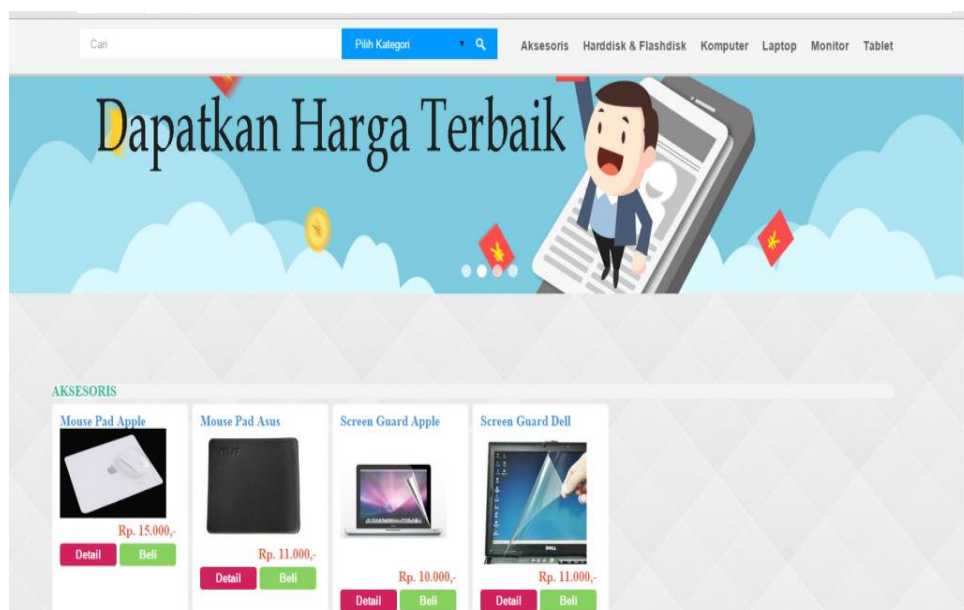 Cari
Pilih Kategori
Aksesoris Harddisk & Flashdisk Komputer Laptop Monitor Tablet
Dapatkan Harga Terbaik
AKSESORIS
Mouse Pad Apple Mouse Pad Asus Screen Guard Apple Screen Guard Dell
DELL
Rp. 15.000,-
Detail Beli
Rp. 11.000,-
Detail Beli
Rp. 10.000,- Rp. 11.000,-
Detail Beli Detail Beli